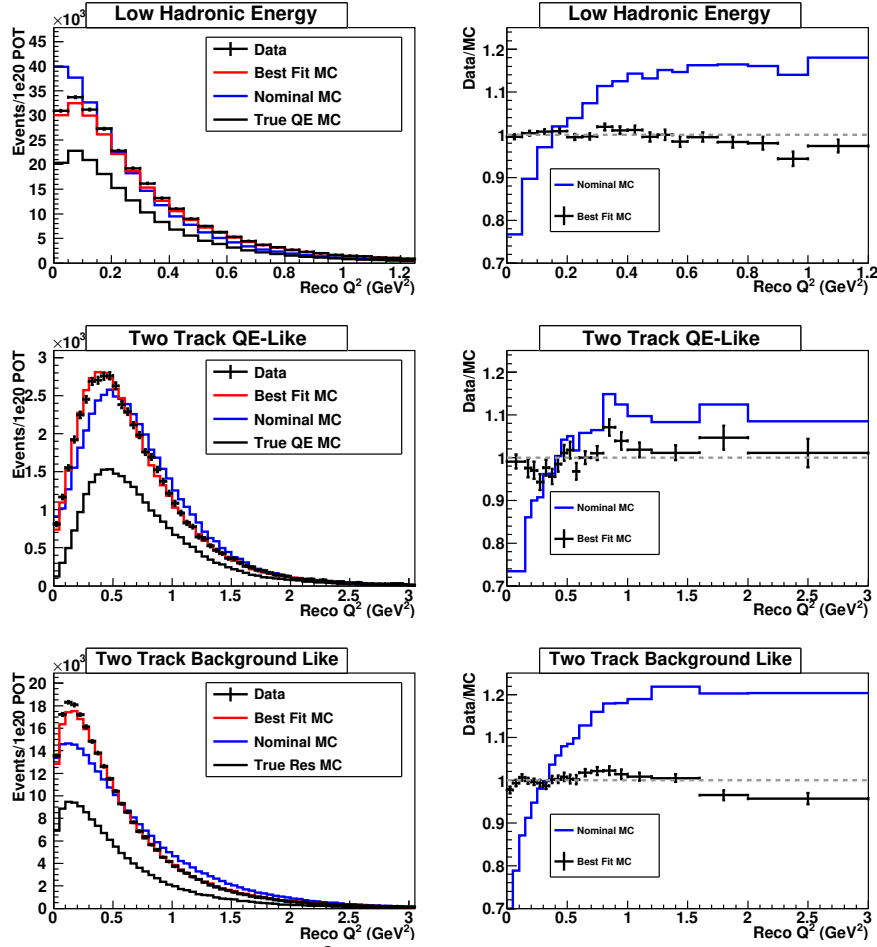 Low Hadronic Energy
×10³
Events/1e20 POT
45
40
35
30
25
20
15
10
5
0
Data
Best Fit MC
Nominal MC
True QE MC
0.2 0.4 0.6 0.8 1 1.2
Reco Q² (GeV²)
Low Hadronic Energy
Data/MC
1.2
1.1
1
0.9
0.8
0.7
Nominal MC
Best Fit MC
0 0.2 0.4 0.6 0.8 1 1.2
Reco Q² (GeV²)
Two Track QE-Like
×10³
Events/1e20 POT
3
2.5
2
1.5
1
0.5
0
Data
Best Fit MC
Nominal MC
True QE MC
0 0.5 1 1.5 2 2.5 3
Reco Q² (GeV²)
Two Track QE-Like
Data/MC
1.2
1.1
1
0.9
0.8
0.7
Nominal MC
Best Fit MC
0 0.5 1 1.5 2 2.5 3
Reco Q² (GeV²)
Two Track Background Like
×10³
Events/1e20 POT
18
16
14
12
10
8
6
4
2
0
Data
Best Fit MC
Nominal MC
True Res MC
0 0.5 1 1.5 2 2.5 3
Reco Q² (GeV²)
Two Track Background Like
Data/MC
1.2
1.1
1
0.9
0.8
0.7
Nominal MC
Best Fit MC
0 0.5 1 1.5 2 2.5 3
Reco Q² (GeV²)